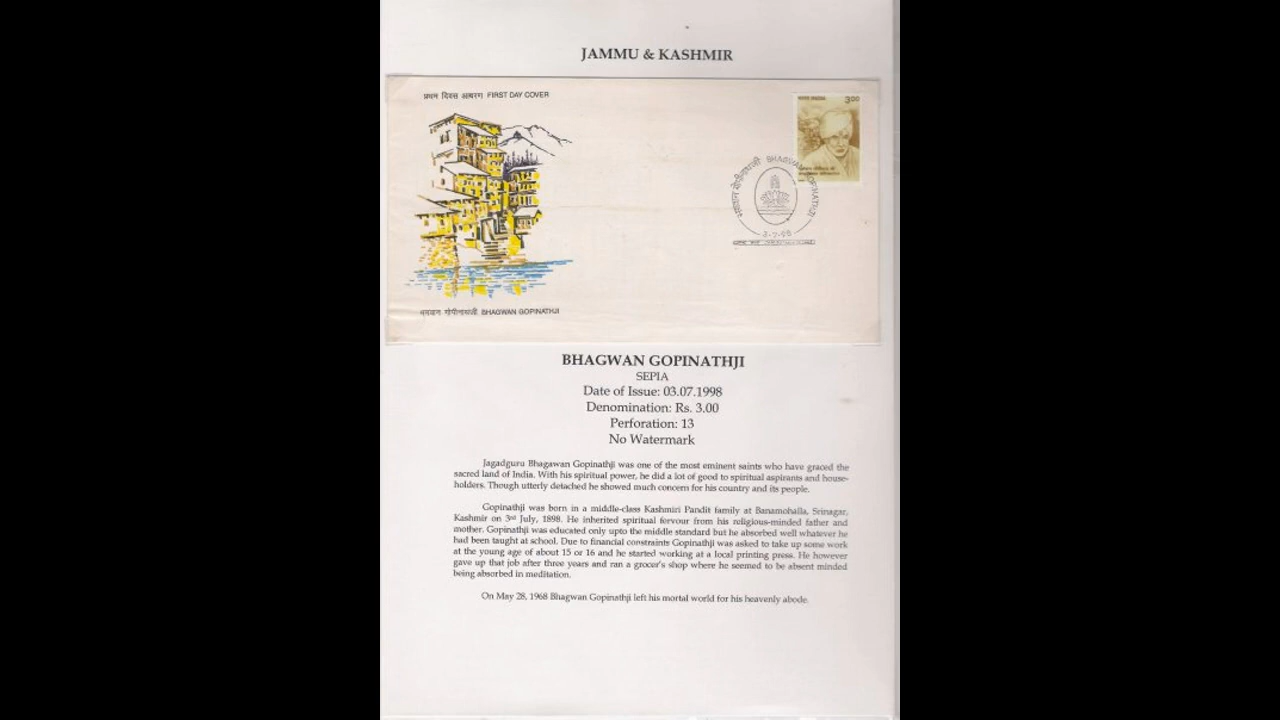 JAMMU & KASHMIR
प्रथम दिवस आवरण FIRST DAY COVER
3.00
भगवान गोपीनाथजी BHAGWAN GOPINATHJI
3-7-98
भगवान गोपीनाथजी BHAGWAN GOPINATHJI
BHAGWAN GOPINATHJI
SEPIA
Date of Issue: 03.07.1998
Denomination: Rs. 3.00
Perforation: 13
No Watermark
Jagadguru Bhagawan Gopinathji was one of the most eminent saints who have graced the
sacred land of India. With his spiritual power, he did a lot of good to spiritual aspirants and house-
holders. Though utterly detached he showed much concern for his country and its people.
Gopinathji was born in a middle-class Kashmiri Pandit family at Banamohalla, Srinagar,
Kashmir on 3rd July, 1898. He inherited spiritual fervour from his religious-minded father and
mother. Gopinathji was educated only upto the middle standard but he absorbed well whatever he
had been taught at school. Due to financial constraints Gopinathji was asked to take up some work
at the young age of about 15 or 16 and he started working at a local printing press. He however
gave up that job after three years and ran a grocer's shop where he seemed to be absent minded
being absorbed in meditation.
On May 28, 1968 Bhagwan Gopinathji left his mortal world for his heavenly abode.